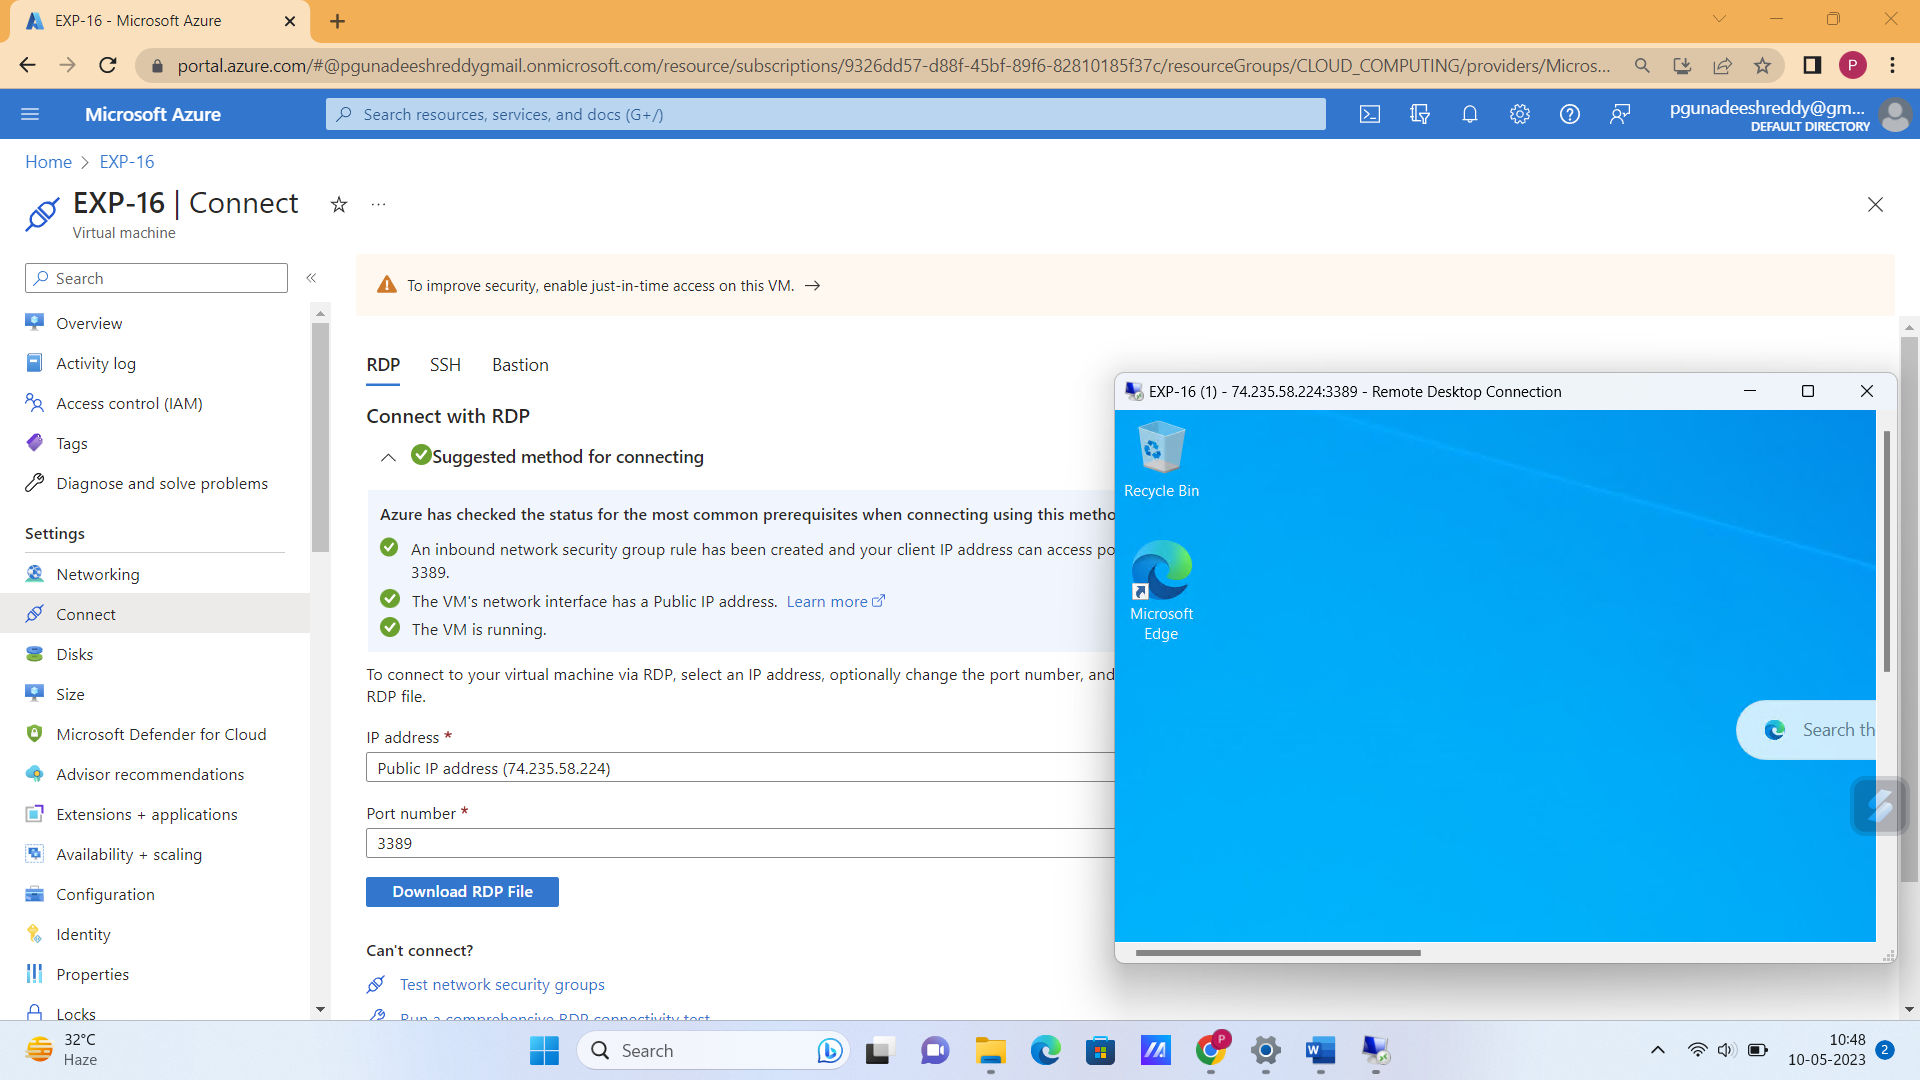 EXP-16 - Microsoft Azure
portal.azure.com/#@pgunadeeshreddygmail.onmicrosoft.com/resource/subscriptions/9326dd57-d88f-45bf-89f6-82810185f37c/resourceGroups/CLOUD_COMPUTING/providers/Micros...
P
Microsoft Azure
Search resources, services, and docs (G+/)
pgunadeeshreddy@gm...
DEFAULT DIRECTORY
Home > EXP-16
EXP-16 | Connect
...
Virtual machine
Search
«
To improve security, enable just-in-time access on this VM. →
Overview
Activity log
Access control (IAM)
Tags
Diagnose and solve problems
Settings
Networking
Connect
Disks
Size
Microsoft Defender for Cloud
Advisor recommendations
Extensions + applications
Availability + scaling
Configuration
Identity
Properties
Locks
RDP SSH Bastion
Connect with RDP
Suggested method for connecting
Azure has checked the status for the most common prerequisites when connecting using this metho
An inbound network security group rule has been created and your client IP address can access po
3389.
The VM's network interface has a Public IP address. Learn more
The VM is running.
To connect to your virtual machine via RDP, select an IP address, optionally change the port number, and
RDP file.
IP address *
Public IP address (74.235.58.224)
Port number *
3389
Download RDP File
Can't connect?
Test network security groups
Run a comprehensive RDP connectivity test
EXP-16 (1) - 74.235.58.224:3389 - Remote Desktop Connection
Recycle Bin
Microsoft
Edge
Search th
32°C
Haze
Search
P
W
10:48
10-05-2023
2